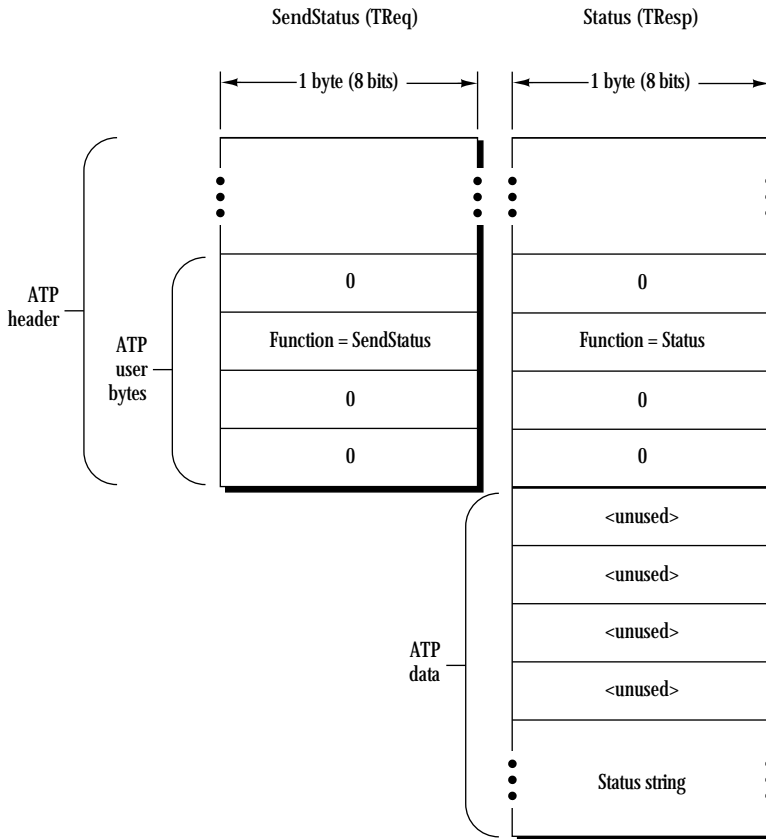 SendStatus (TReq)
Status (TResp)
1 byte (8 bits)
1 byte (8 bits)
ATP
header
ATP
user
bytes
0
Function = SendStatus
0
0
0
Function = Status
0
0
ATP
data
<unused>
<unused>
<unused>
<unused>
Status string